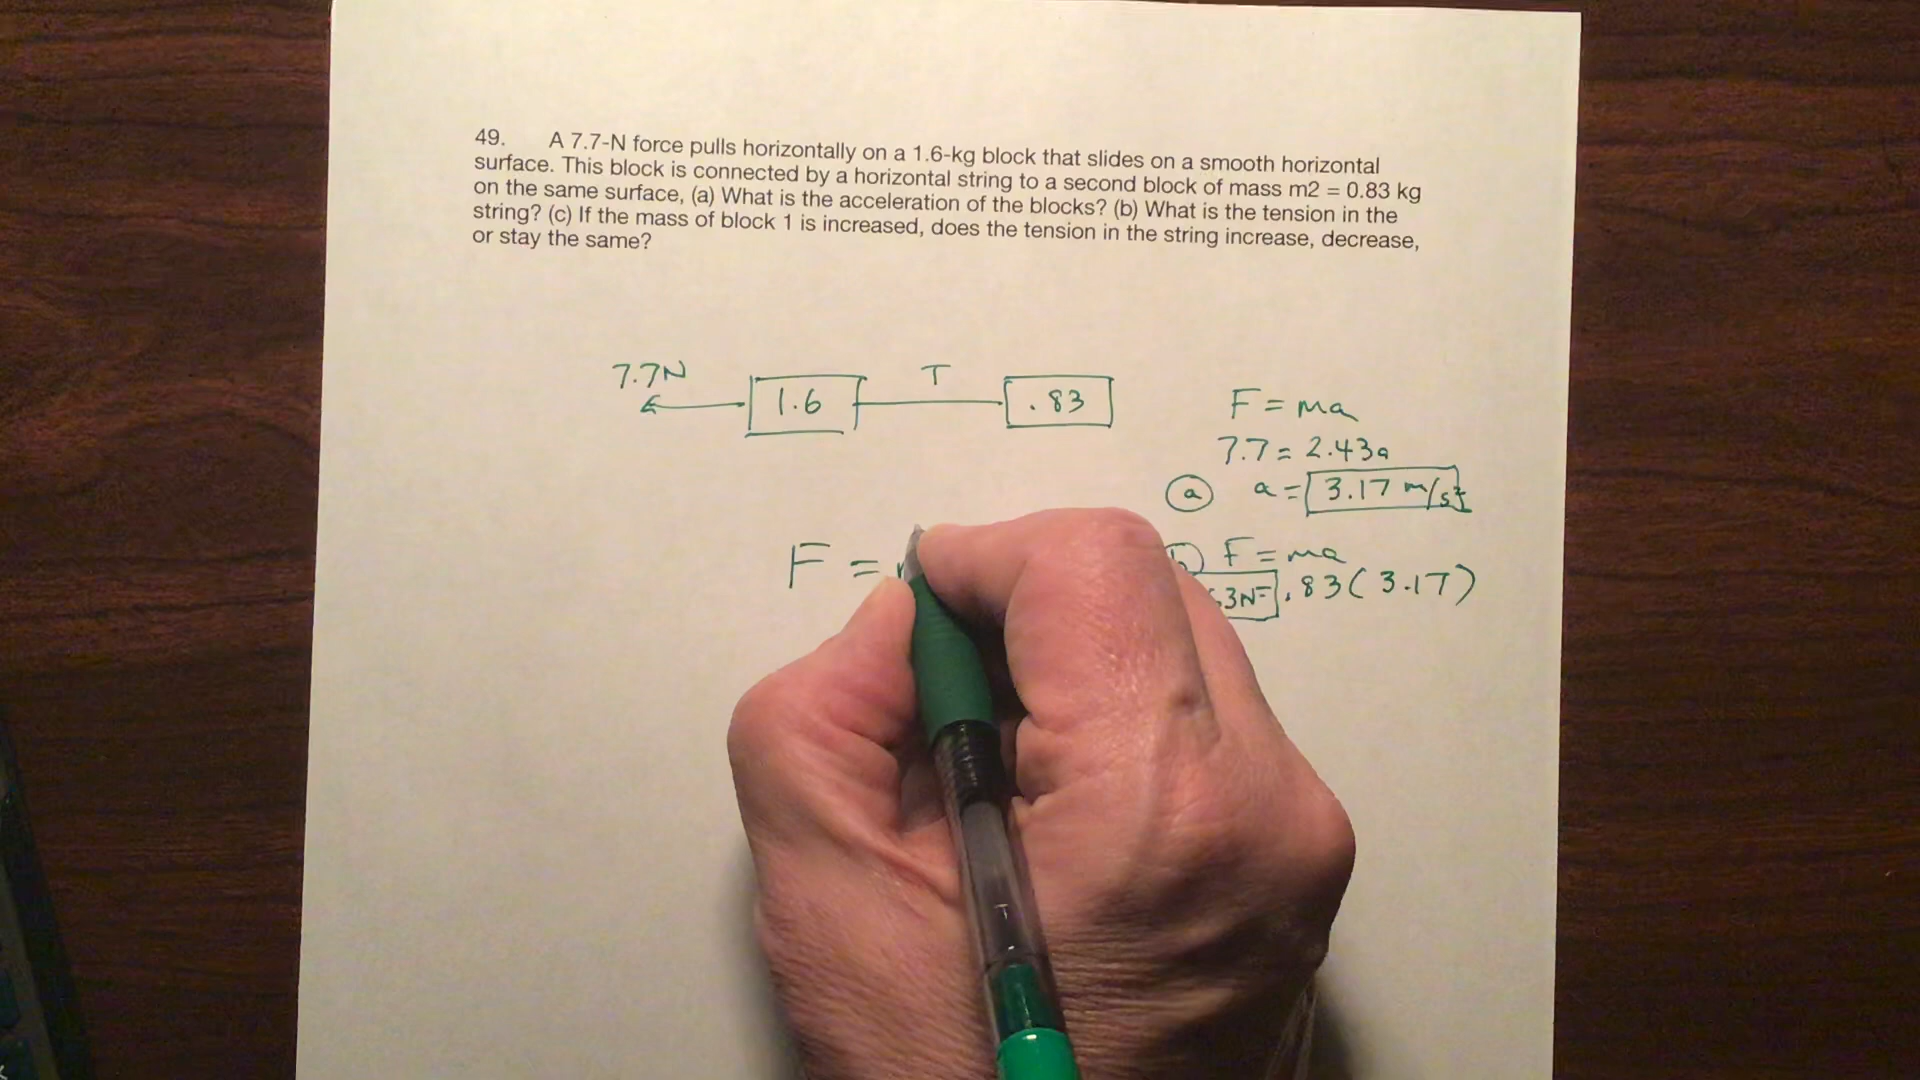 49. A 7.7-N force pulls horizontally on a 1.6-kg block that slides on a smooth horizontal
surface. This block is connected by a horizontal string to a second block of mass m2 = 0.83 kg
on the same surface, (a) What is the acceleration of the blocks? (b) What is the tension in the
string? (c) If the mass of block 1 is increased, does the tension in the string increase, decrease,
or stay the same?
7.7N
1.6
T
.83
F = ma
7.7 = 2.43a
a a = 3.17 m/s²
F = ma
.3N = .83(3.17)
F =